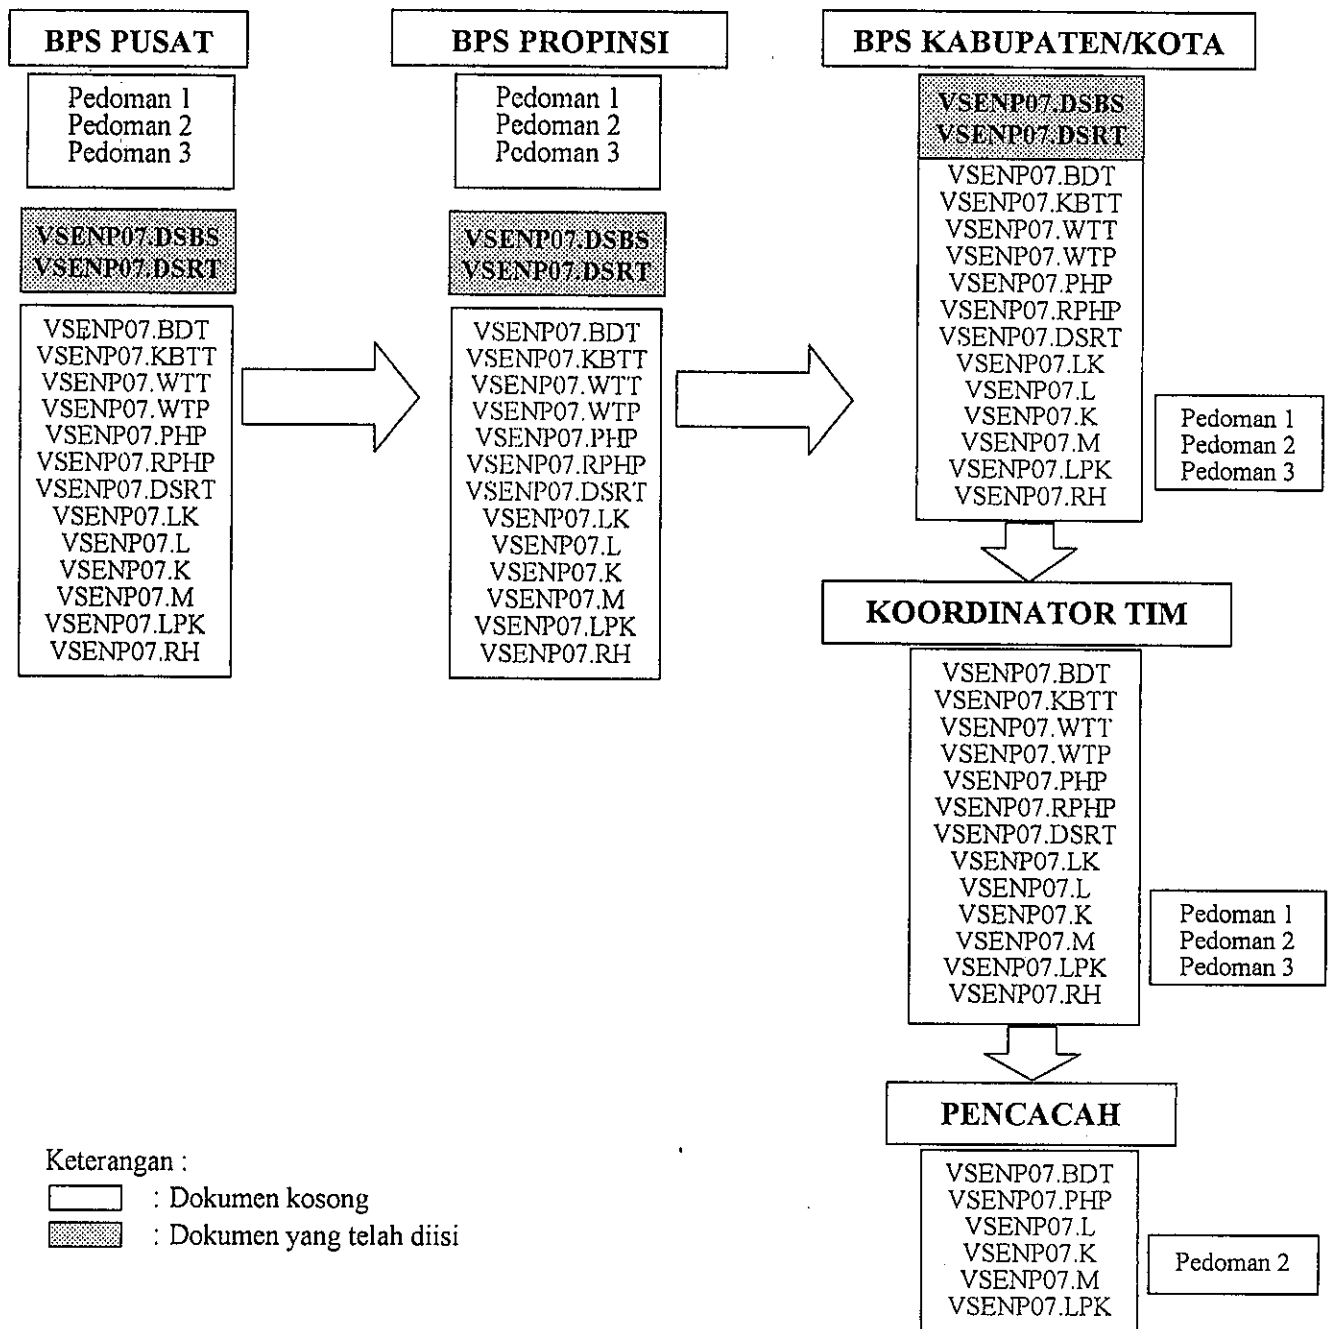 BPS PUSAT
Pedoman 1
Pedoman 2
Pedoman 3
VSENP07.DSBS
VSENP07.DSRT
VSENP07.BDT
VSENP07.KBTT
VSENP07.WTT
VSENP07.WTP
VSENP07.PHP
VSENP07.RPHP
VSENP07.DSRT
VSENP07.LK
VSENP07.L
VSENP07.K
VSENP07.M
VSENP07.LPK
VSENP07.RH
BPS PROPINSI
Pedoman 1
Pedoman 2
Pedoman 3
VSENP07.DSBS
VSENP07.DSRT
VSENP07.BDT
VSENP07.KBTT
VSENP07.WTT
VSENP07.WTP
VSENP07.PHP
VSENP07.RPHP
VSENP07.DSRT
VSENP07.LK
VSENP07.L
VSENP07.K
VSENP07.M
VSENP07.LPK
VSENP07.RH
BPS KABUPATEN/KOTA
VSENP07.DSBS
VSENP07.DSRT
VSENP07.BDT
VSENP07.KBTT
VSENP07.WTT
VSENP07.WTP
VSENP07.PHP
VSENP07.RPHP
VSENP07.DSRT
VSENP07.LK
VSENP07.L
VSENP07.K
VSENP07.M
VSENP07.LPK
VSENP07.RH
Pedoman 1
Pedoman 2
Pedoman 3
KOORDINATOR TIM
VSENP07.BDT
VSENP07.KBTT
VSENP07.WTT
VSENP07.WTP
VSENP07.PHP
VSENP07.RPHP
VSENP07.DSRT
VSENP07.LK
VSENP07.L
VSENP07.K
VSENP07.M
VSENP07.LPK
VSENP07.RH
Pedoman 1
Pedoman 2
Pedoman 3
PENCACAH
VSENP07.BDT
VSENP07.PHP
VSENP07.L
VSENP07.K
VSENP07.M
VSENP07.LPK
Pedoman 2
Keterangan :
: Dokumen kosong
: Dokumen yang telah diisi